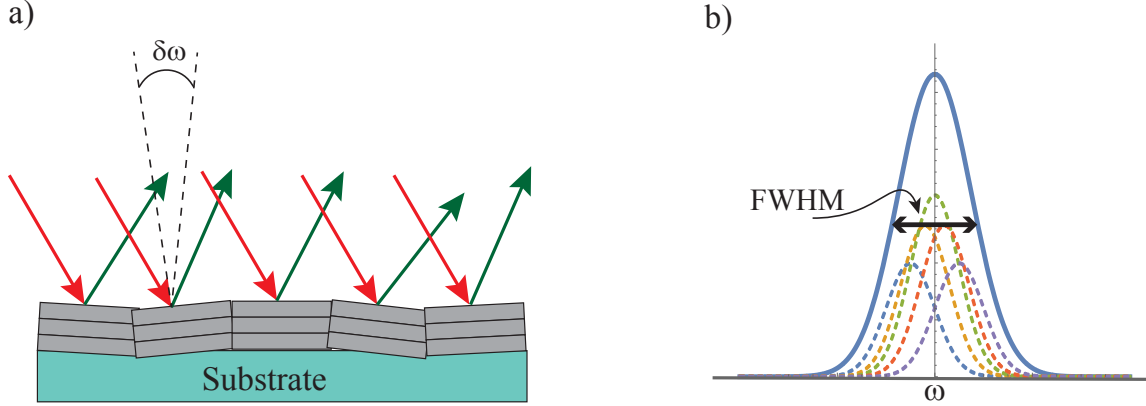 a)
δω
Substrate
b)
FWHM
ω